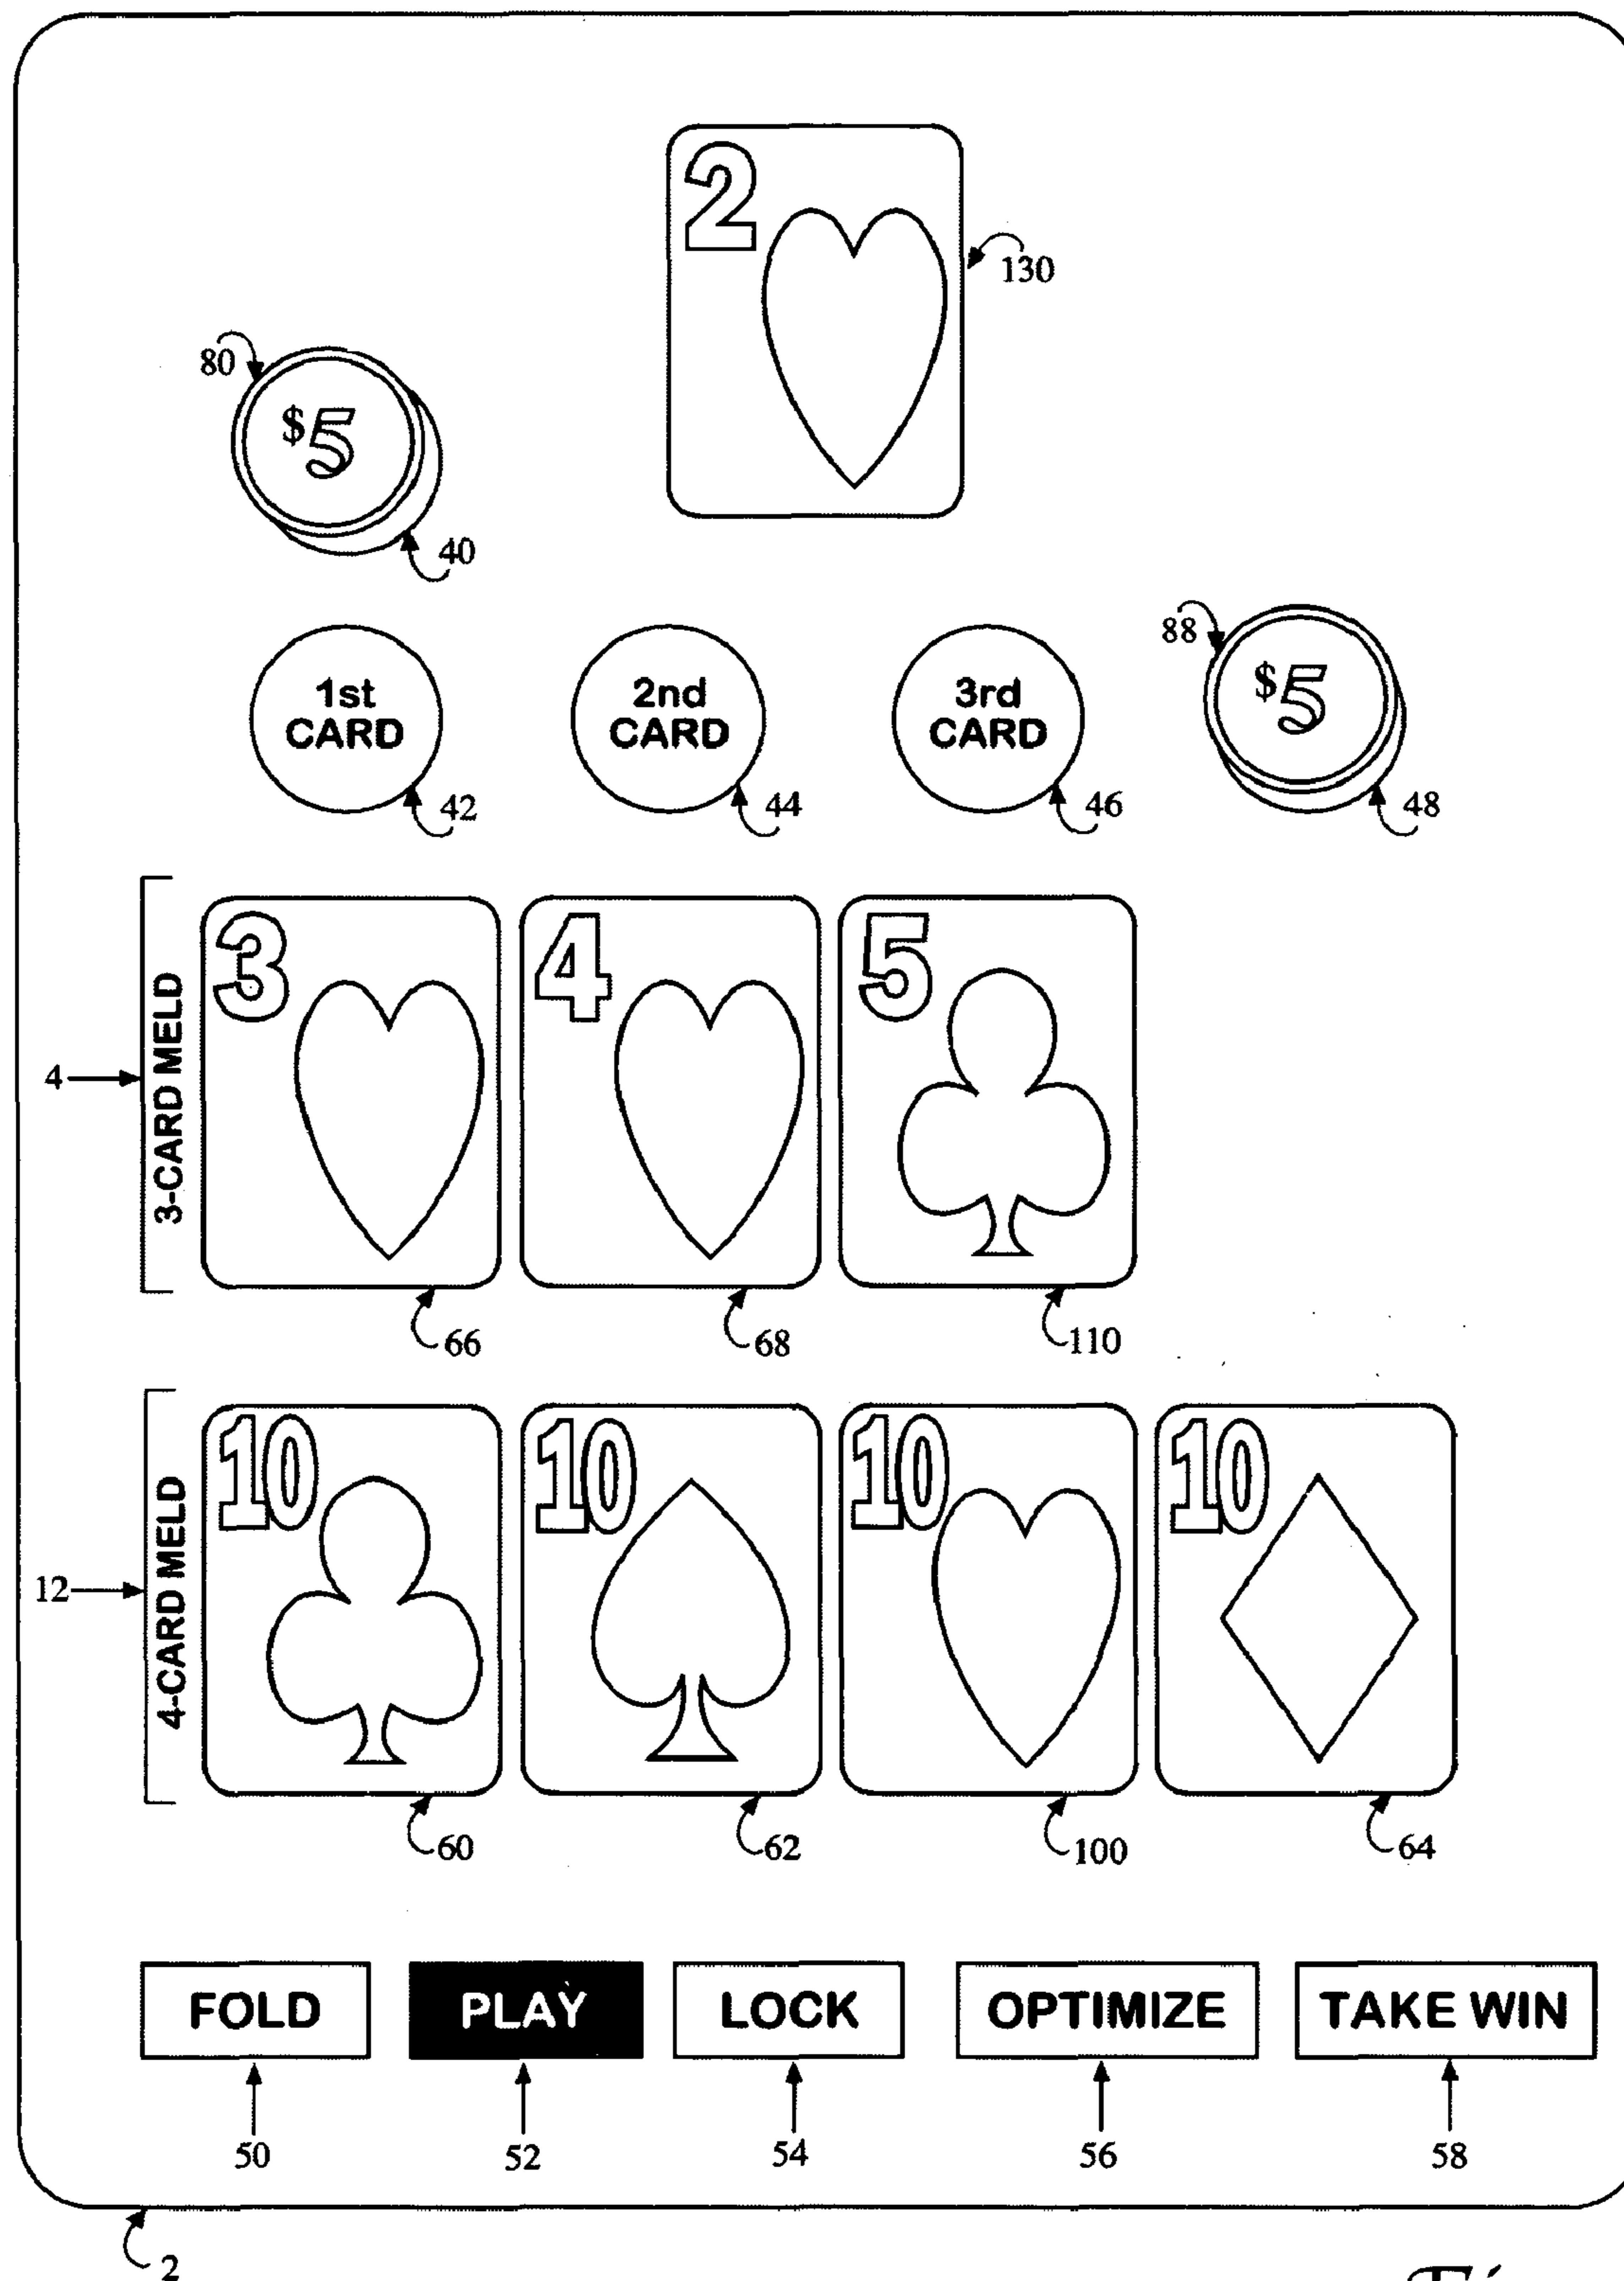 2
130
80
$5
40
88
$5
1st
CARD
2nd
CARD
3rd
CARD
42
44
46
48
3-CARD MELD
4
3
4
5
66
68
110
4-CARD MELD
12
10
10
10
10
60
62
100
64
FOLD
PLAY
LOCK
OPTIMIZE
TAKE WIN
50
52
54
56
58
2